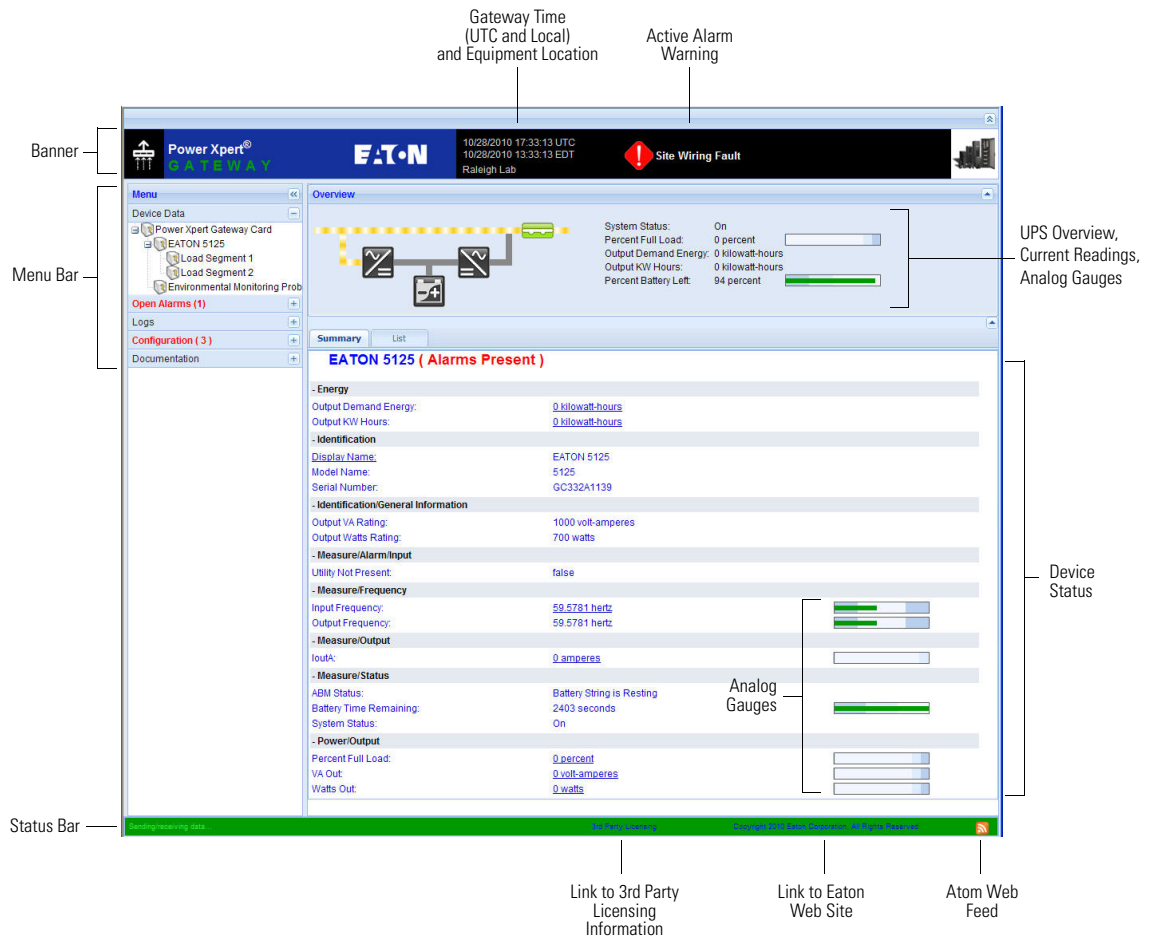 Gateway Time
(UTC and Local)
and Equipment Location
Active Alarm
Warning
Banner
Power Xpert®
GATEWAY
EATON
10/28/2010 17:33:13 UTC
10/28/2010 13:33:13 EDT
Raleigh Lab
Site Wiring Fault
Menu Bar
Menu
Device Data
Power Xpert Gateway Card
EATON 5125
Load Segment 1
Load Segment 2
Environmental Monitoring Prob
Open Alarms (1)
Logs
Configuration ( 3 )
Documentation
Overview
System Status: On
Percent Full Load: 0 percent
Output Demand Energy: 0 kilowatt-hours
Output KW Hours: 0 kilowatt-hours
Percent Battery Left: 94 percent
UPS Overview,
Current Readings,
Analog Gauges
Summary List
EATON 5125 ( Alarms Present )
- Energy
Output Demand Energy: 0 kilowatt-hours
Output KW Hours: 0 kilowatt-hours
- Identification
Display Name: EATON 5125
Model Name: 5125
Serial Number: GC332A1139
- Identification/General Information
Output VA Rating: 1000 volt-amperes
Output Watts Rating: 700 watts
- Measure/Alarm/Input
Utility Not Present: false
- Measure/Frequency
Input Frequency: 59.5781 hertz
Output Frequency: 59.5781 hertz
- Measure/Output
IoutA: 0 amperes
- Measure/Status
ABM Status: Battery String is Resting
Battery Time Remaining: 2403 seconds
System Status: On
- Power/Output
Percent Full Load: 0 percent
VA Out: 0 volt-amperes
Watts Out: 0 watts
Analog
Gauges
Device
Status
Status Bar
Sending/receiving data ...
3rd Party Licensing
Copyright 2010 Eaton Corporation. All Rights Reserved
Link to 3rd Party
Licensing
Information
Link to Eaton
Web Site
Atom Web
Feed